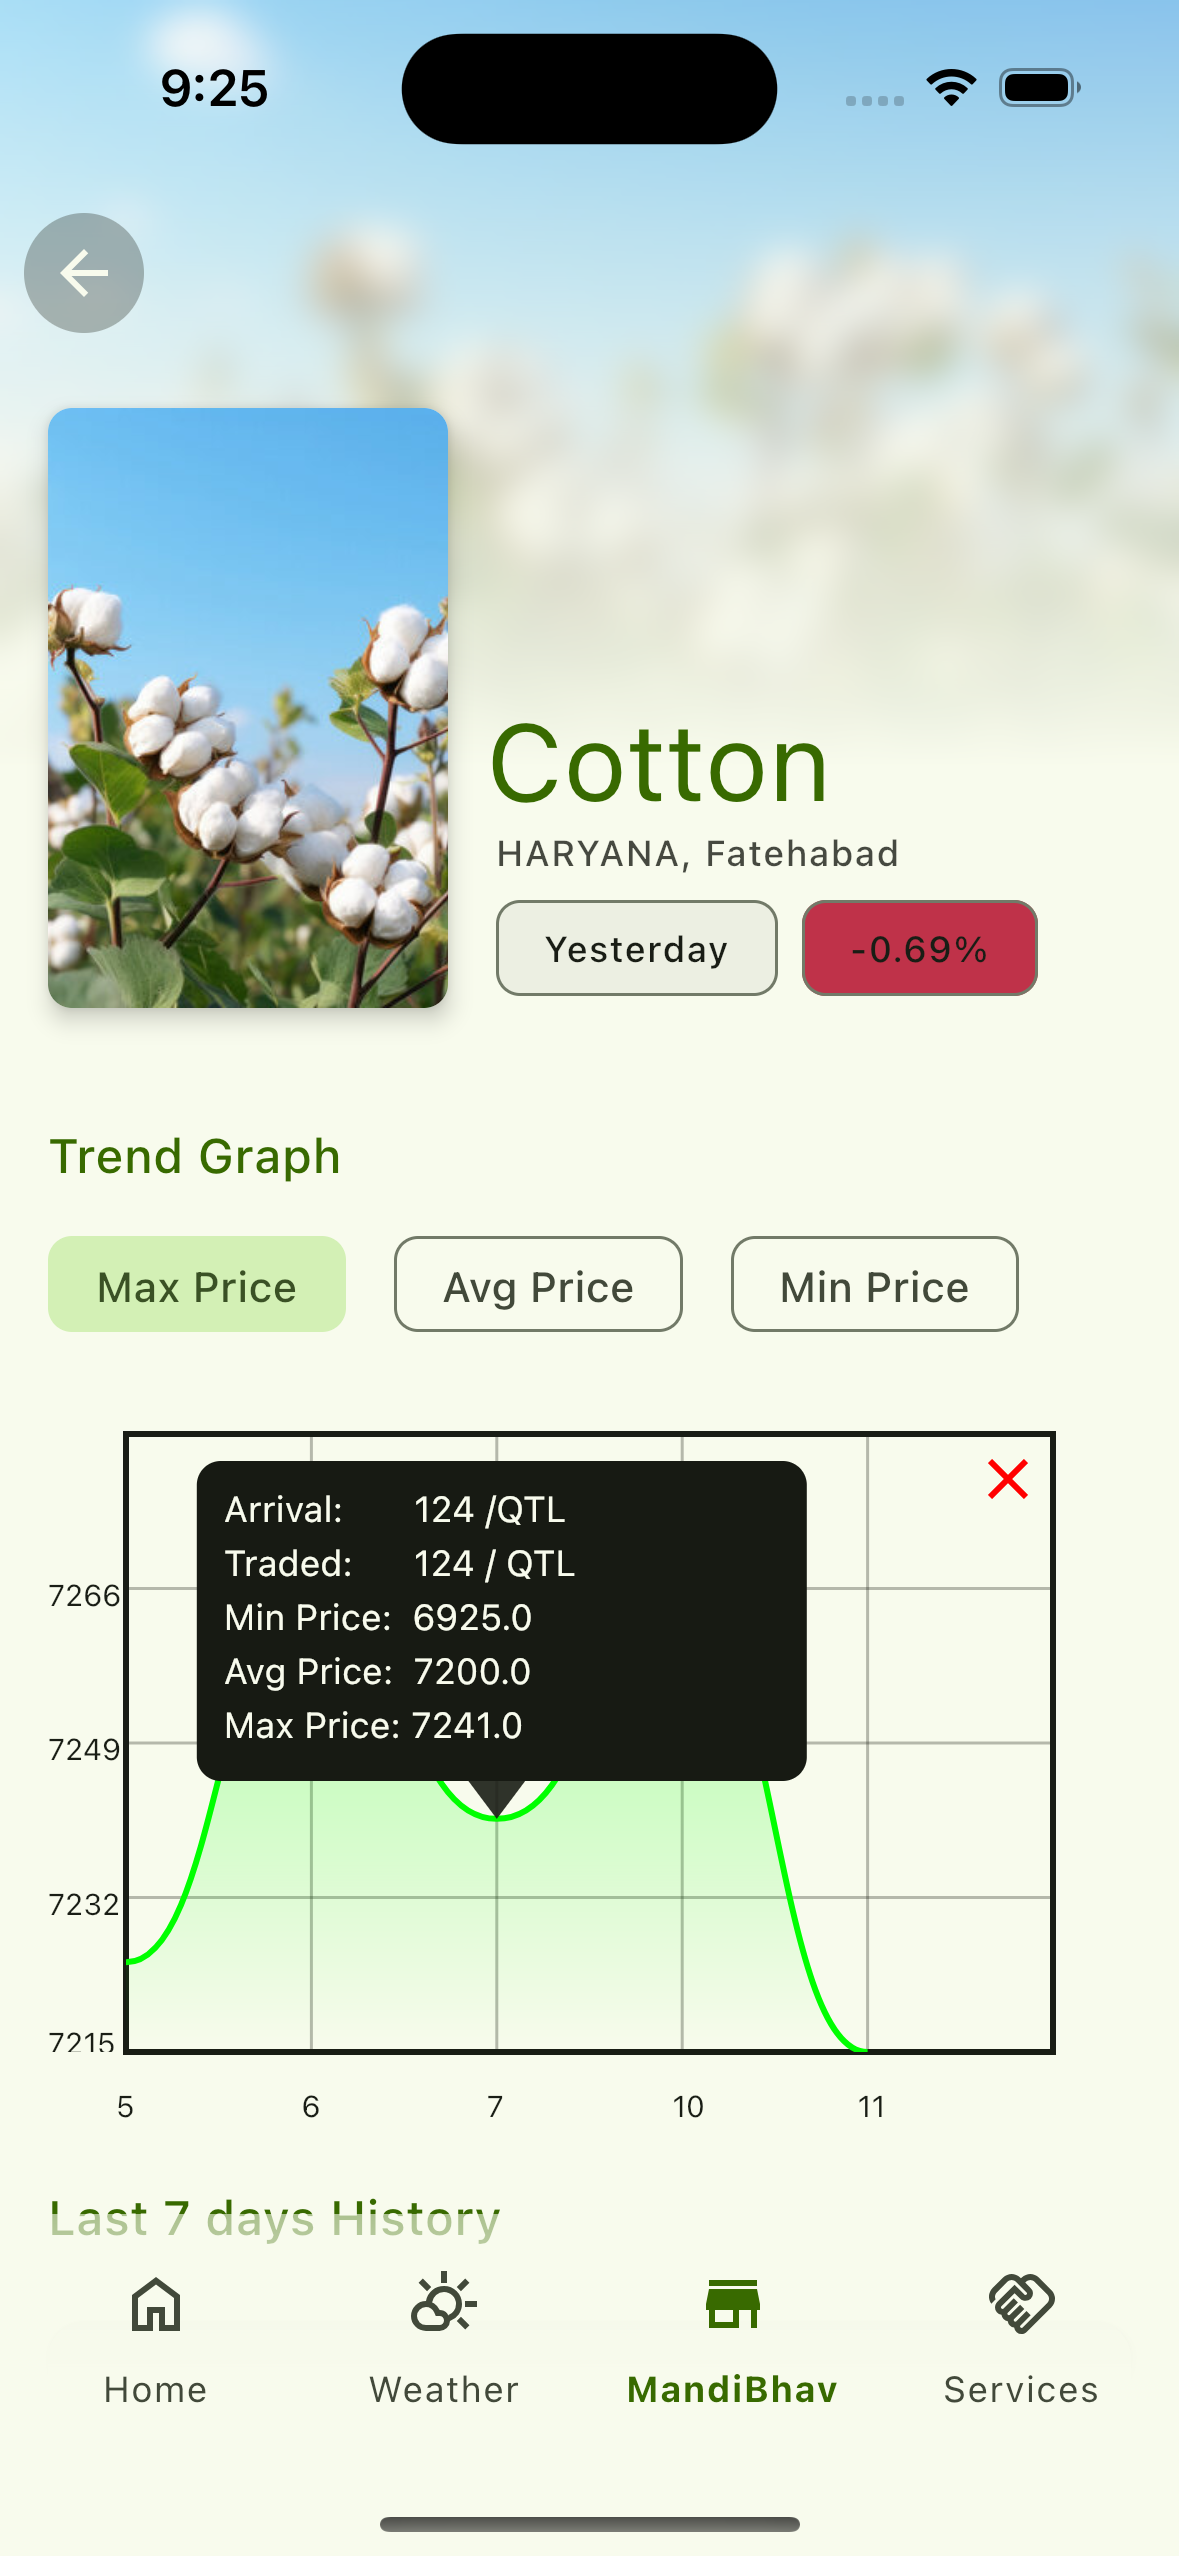 9:25
Cotton
HARYANA, Fatehabad
Yesterday
-0.69%
Trend Graph
Max Price
Avg Price
Min Price
Arrival: 124 /QTL
Traded: 124 / QTL
Min Price: 6925.0
Avg Price: 7200.0
Max Price: 7241.0
7266
7249
7232
7215
5 6 7 10 11
Last 7 days History
Home Weather MandiBhav Services